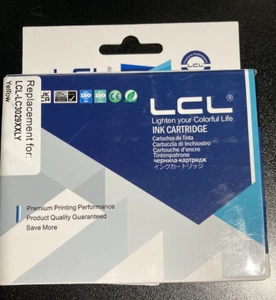 LCL
LCL®
Lighten your Colorful Life
INK CARTRIDGE
Cartuchos de Tinta
Cartuccia di Inchiostro
Cartouche d'encre
Tintenpatrone
чернила-картридж
インクカートリッジ
Replacement for:
LCL-LC3029XXLY
Yellow
Premium Printing Performance
Product Quality Guaranteed
Save More